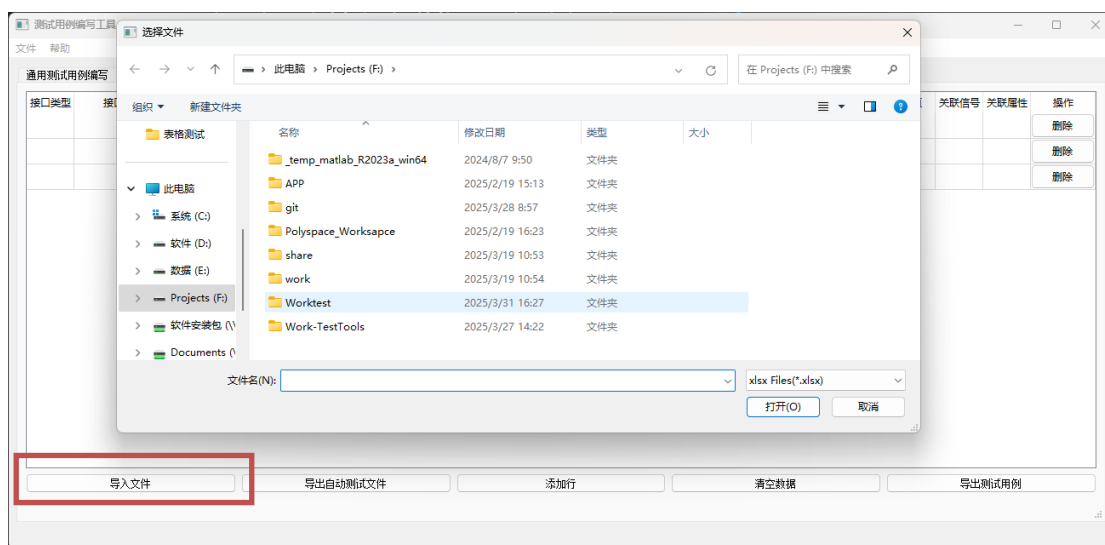 测试用例编写工具
选择文件
文件 帮助
此电脑 > Projects (F:) >
在 Projects (F:) 中搜索
通用测试用例编写
组织 新建文件夹
接口类型
关联信号 关联属性 操作
表格测试
名称 修改日期 类型 大小
删除
_temp_matlab_R2023a_win64 2024/8/7 9:50 文件夹
删除
此电脑
APP 2025/2/19 15:13 文件夹
删除
系统 (C:)
git 2025/3/28 8:57 文件夹
软件 (D:)
Polyspace_Worksapce 2025/2/19 16:23 文件夹
share 2025/3/19 10:53 文件夹
数据 (E:)
work 2025/3/19 10:54 文件夹
Projects (F:)
Worktest 2025/3/31 16:27 文件夹
软件安装包 (\\
Work-TestTools 2025/3/27 14:22 文件夹
Documents (\
文件名(N):
xlsx Files(*.xlsx)
打开(O) 取消
导入文件 导出自动测试文件 添加行 清空数据 导出测试用例